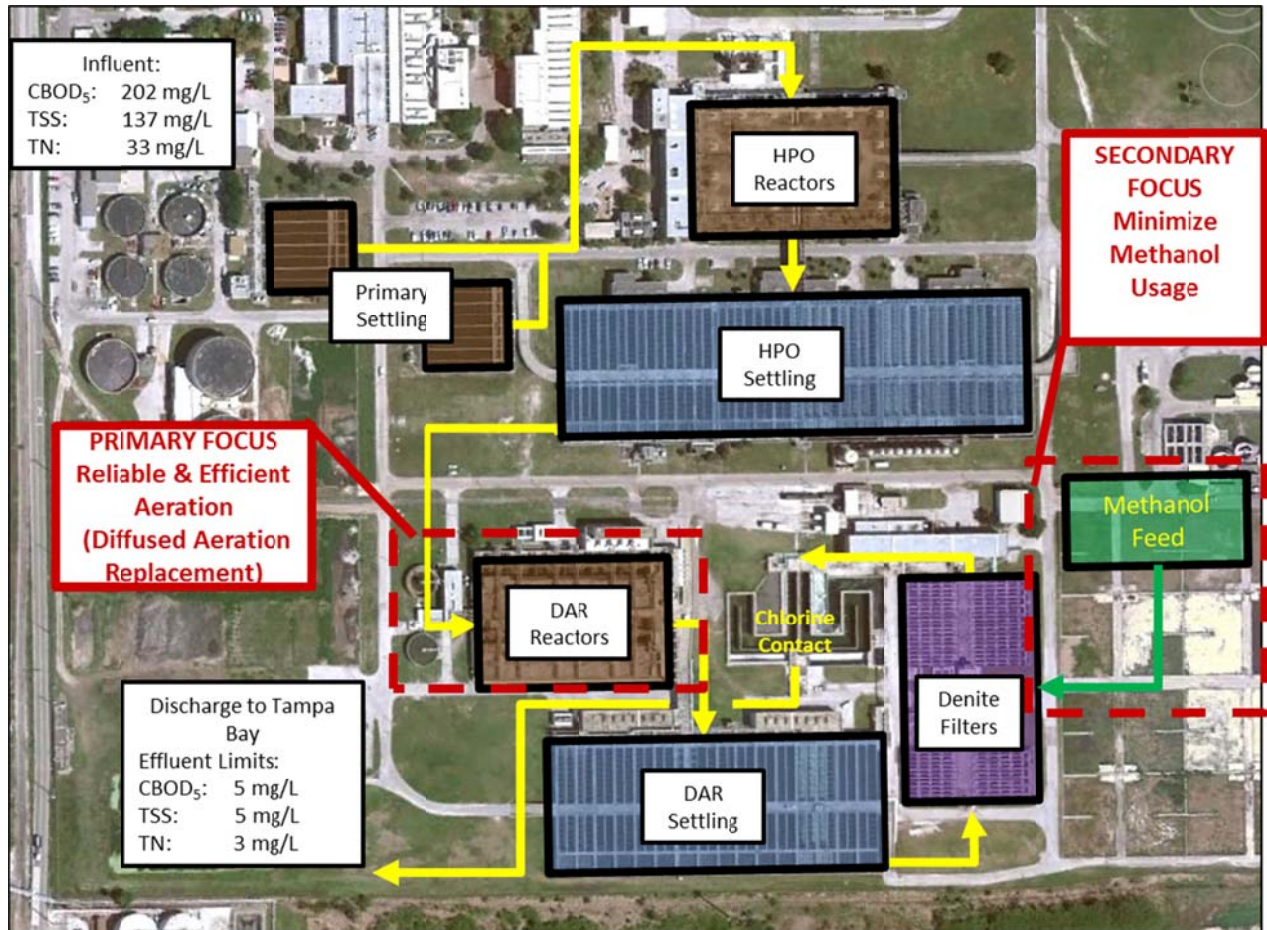 Influent:
CBOD₅: 202 mg/L
TSS: 137 mg/L
TN: 33 mg/L
HPO
Reactors
SECONDARY
FOCUS
Minimize
Methanol
Usage
Primary
Settling
HPO
Settling
PRIMARY FOCUS
Reliable & Efficient
Aeration
(Diffused Aeration
Replacement)
Methanol
Feed
DAR
Reactors
Chlorine
Contact
Denite
Filters
Discharge to Tampa
Bay
Effluent Limits:
CBOD₅: 5 mg/L
TSS: 5 mg/L
TN: 3 mg/L
DAR
Settling